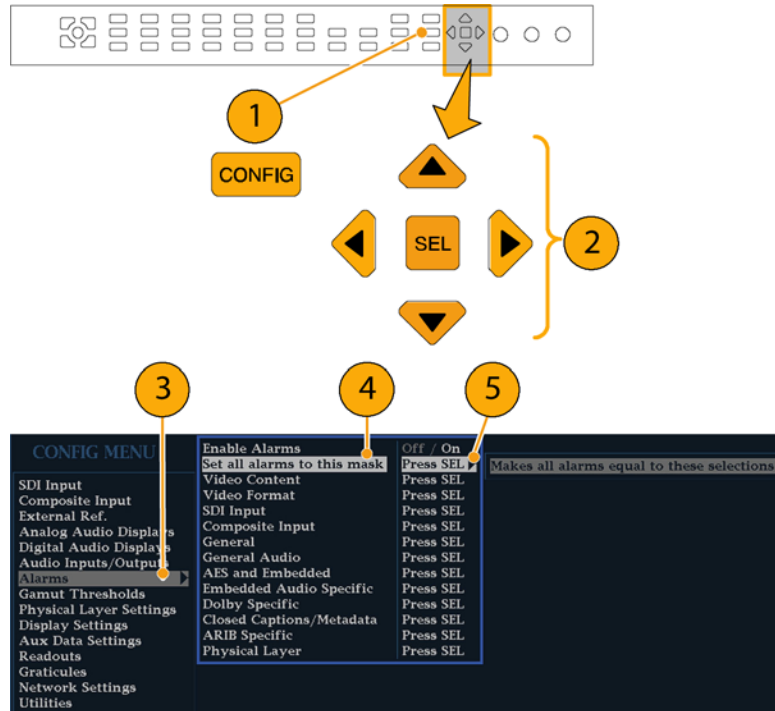 1
CONFIG
SEL
2
3
4
5
CONFIG MENU
SDI Input
Composite Input
External Ref.
Analog Audio Displays
Digital Audio Displays
Audio Inputs/Outputs
Alarms
Gamut Thresholds
Physical Layer Settings
Display Settings
Aux Data Settings
Readouts
Graticules
Network Settings
Utilities
Enable Alarms Off / On
Set all alarms to this mask Press SEL
Video Content Press SEL
Video Format Press SEL
SDI Input Press SEL
Composite Input Press SEL
General Press SEL
General Audio Press SEL
AES and Embedded Press SEL
Embedded Audio Specific Press SEL
Dolby Specific Press SEL
Closed Captions/Metadata Press SEL
ARIB Specific Press SEL
Physical Layer Press SEL
Makes all alarms equal to these selections